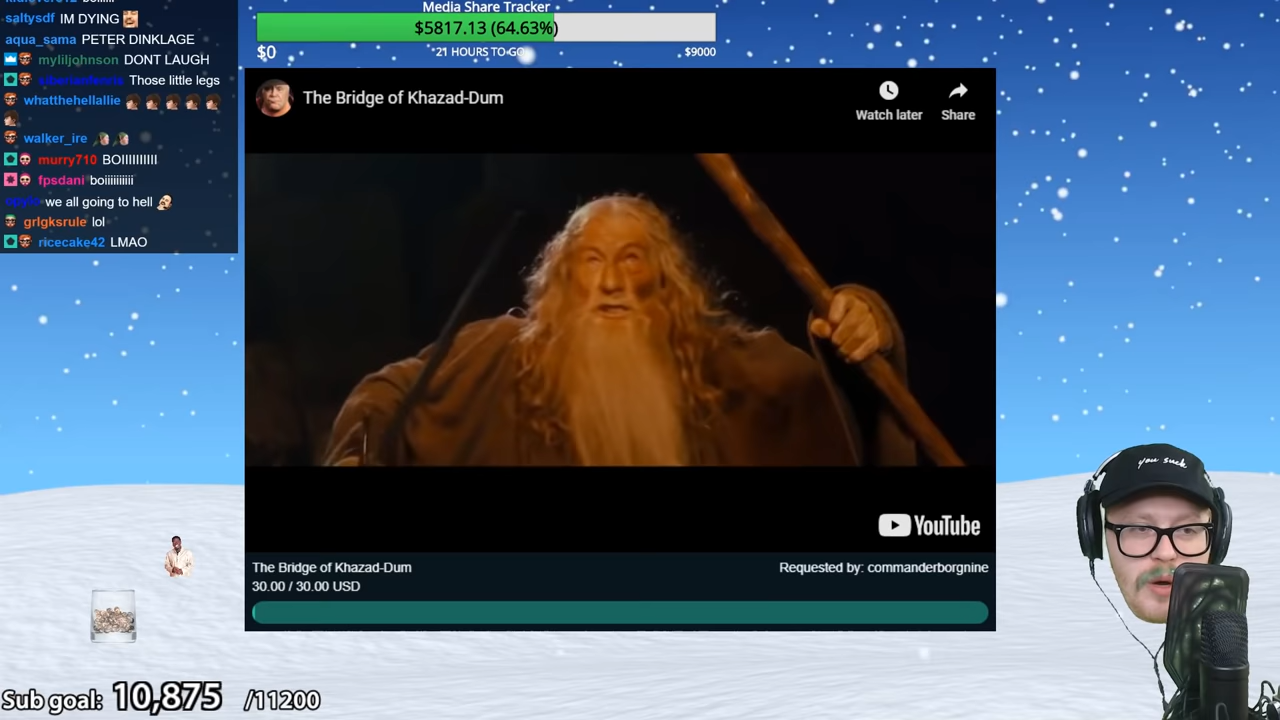 saltysdf IM DYING
aqua_sama PETER DINKLAGE
myliljohnson DONT LAUGH
Those little legs
whatthehellallie
walker_ire
murry710 BOIIIIIIIIII
fpsdani boiiiiiiiiii
we all going to hell
grlgksrule lol
ricecake42 LMAO
Media Share Tracker
$5817.13 (64.63%)
$0
21 HOURS TO GO
$9000
The Bridge of Khazad-Dum
Watch later
Share
YouTube
The Bridge of Khazad-Dum
30.00 / 30.00 USD
Requested by: commanderborgnine
you suck
Sub goal: 10,875 /11200